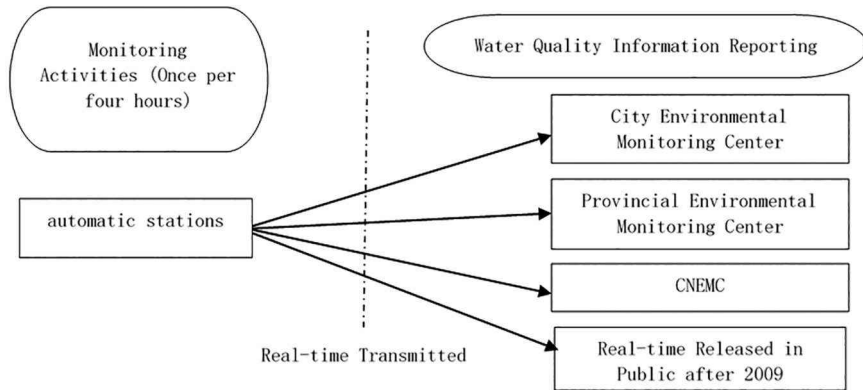 Monitoring
Activities (Once per
four hours)
Water Quality Information Reporting
City Environmental
Monitoring Center
automatic stations
Provincial Environmental
Monitoring Center
CNEMC
Real-time Transmitted
Real-time Released in
Public after 2009